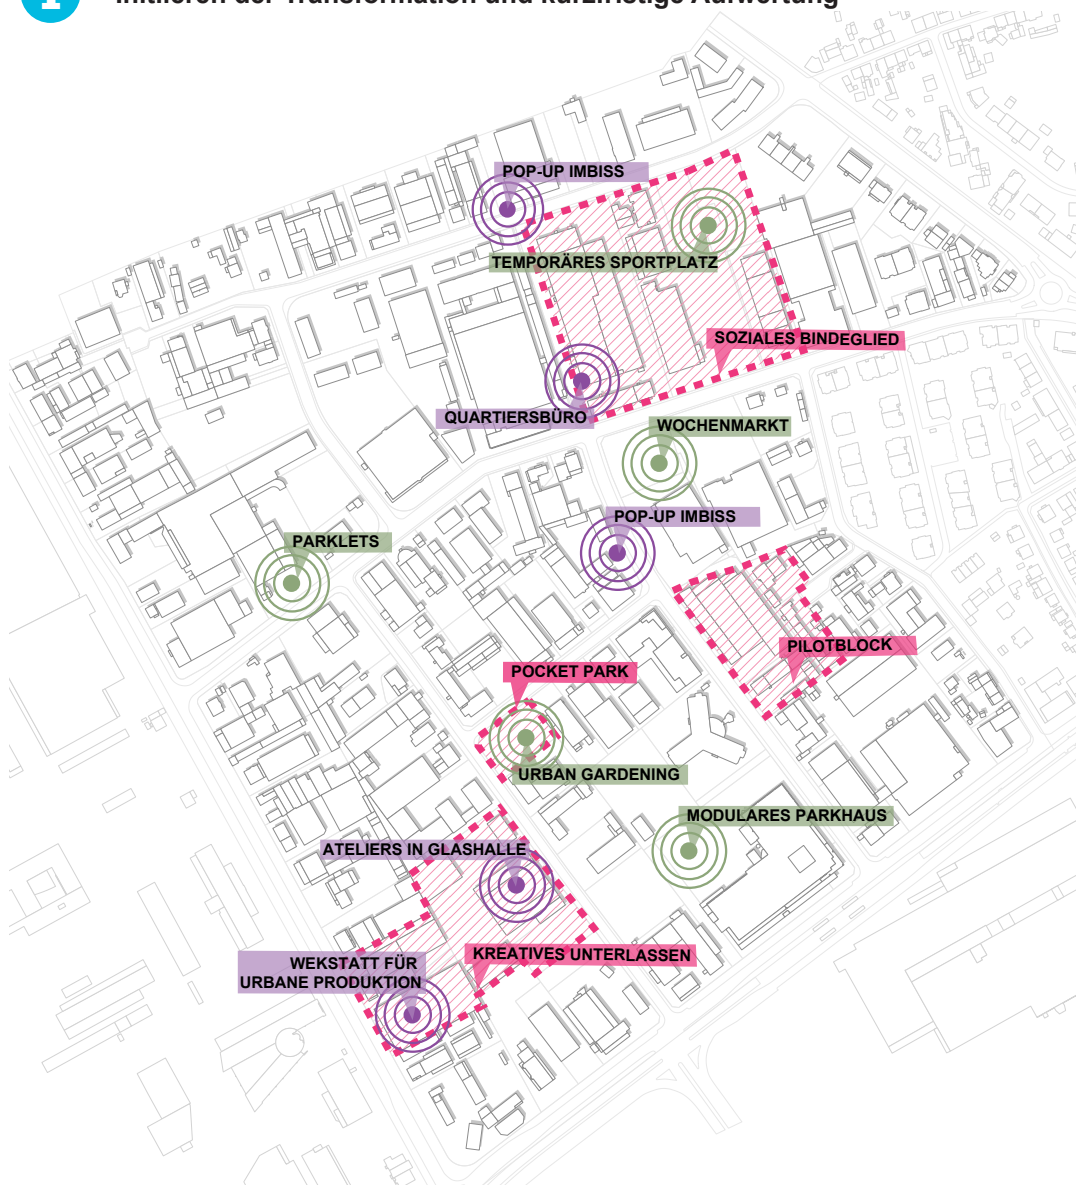 1 Initiieren der Transformation und kurzfristige Aufwertung
POP-UP IMBISS
TEMPORÄRES SPORTPLATZ
SOZIALES BINDEGLIED
QUARTIERSBÜRO
WOCHENMARKT
POP-UP IMBISS
PARKLETS
PILOTBLOCK
POCKET PARK
URBAN GARDENING
MODULARES PARKHAUS
ATELIERS IN GLASHALLE
KREATIVES UNTERLASSEN
WEKSTATT FÜR
URBANE PRODUKTION